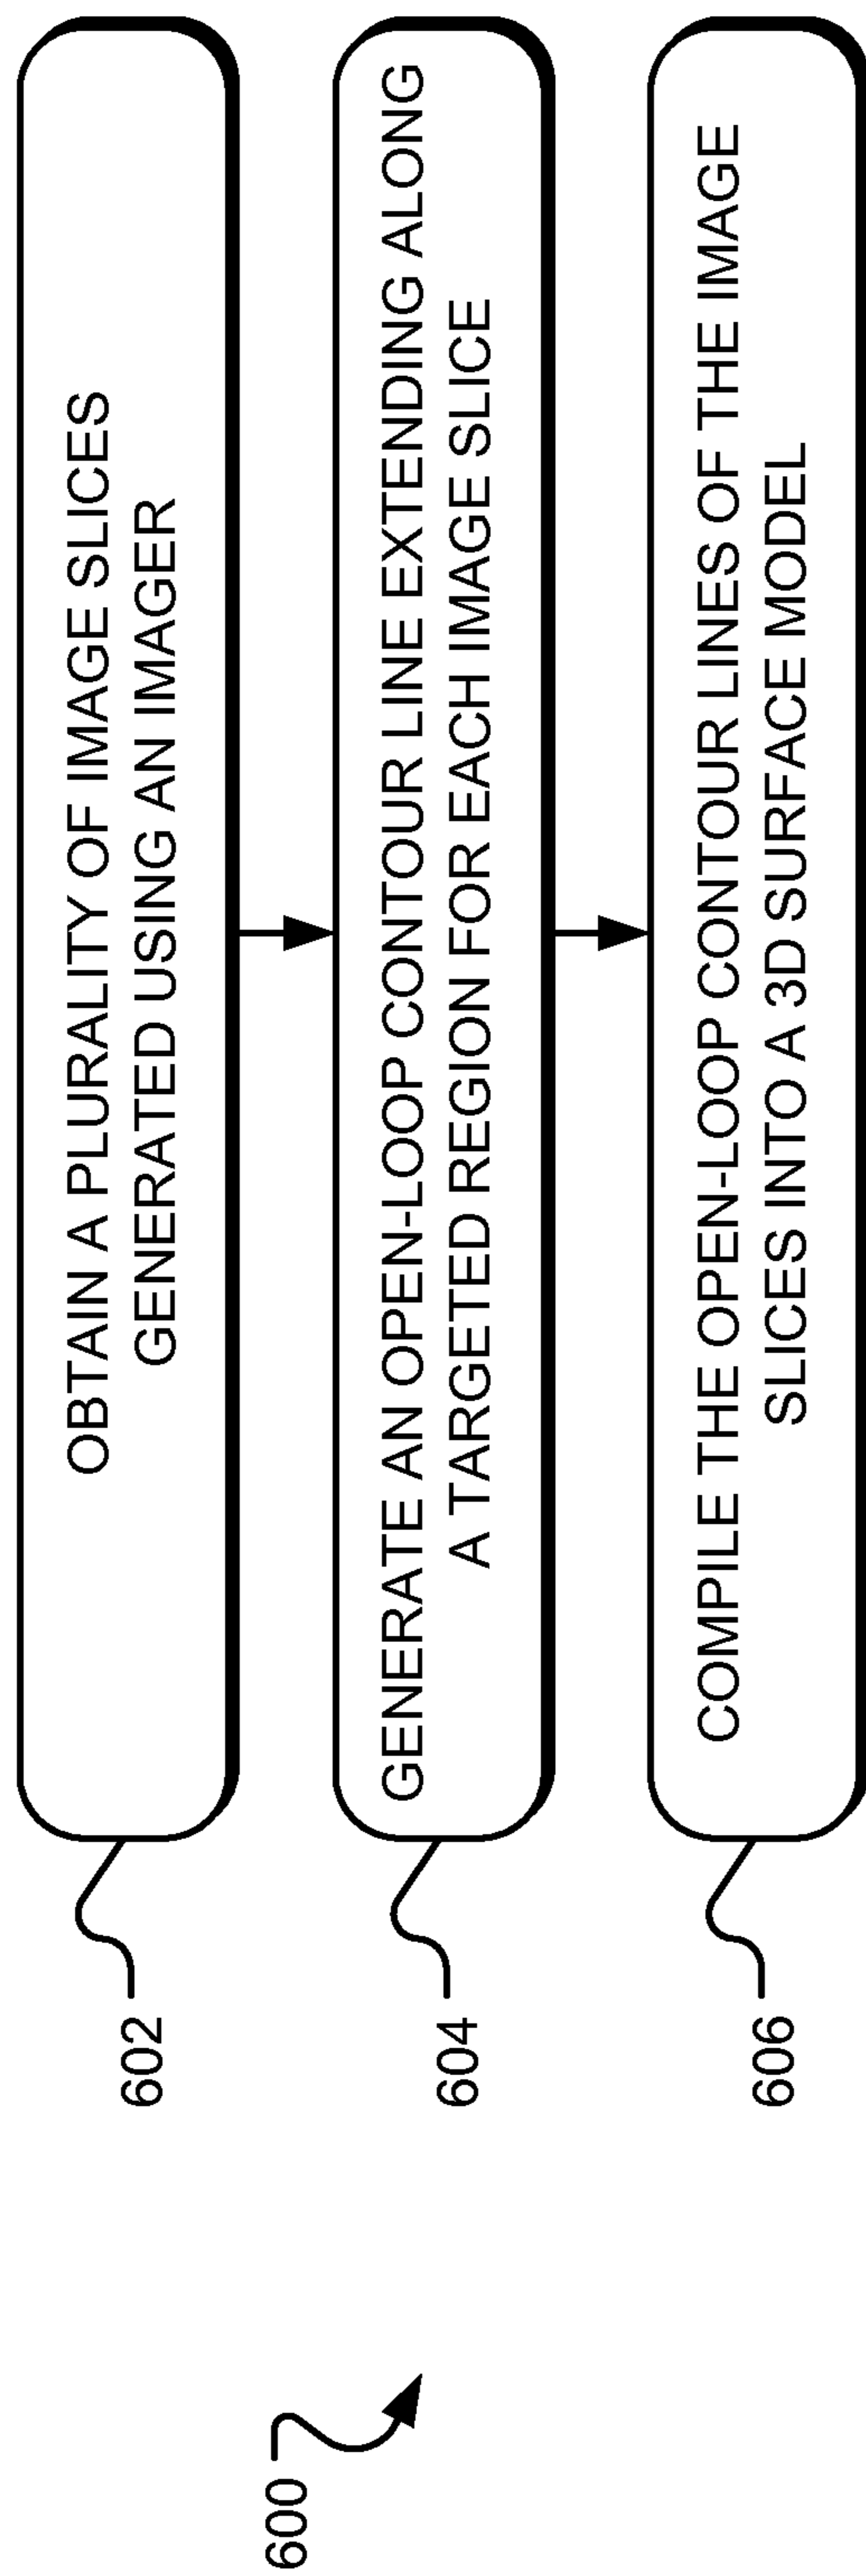 600
602
OBTAIN A PLURALITY OF IMAGE SLICES
GENERATED USING AN IMAGER
604
GENERATE AN OPEN-LOOP CONTOUR LINE EXTENDING ALONG
A TARGETED REGION FOR EACH IMAGE SLICE
606
COMPILE THE OPEN-LOOP CONTOUR LINES OF THE IMAGE
SLICES INTO A 3D SURFACE MODEL